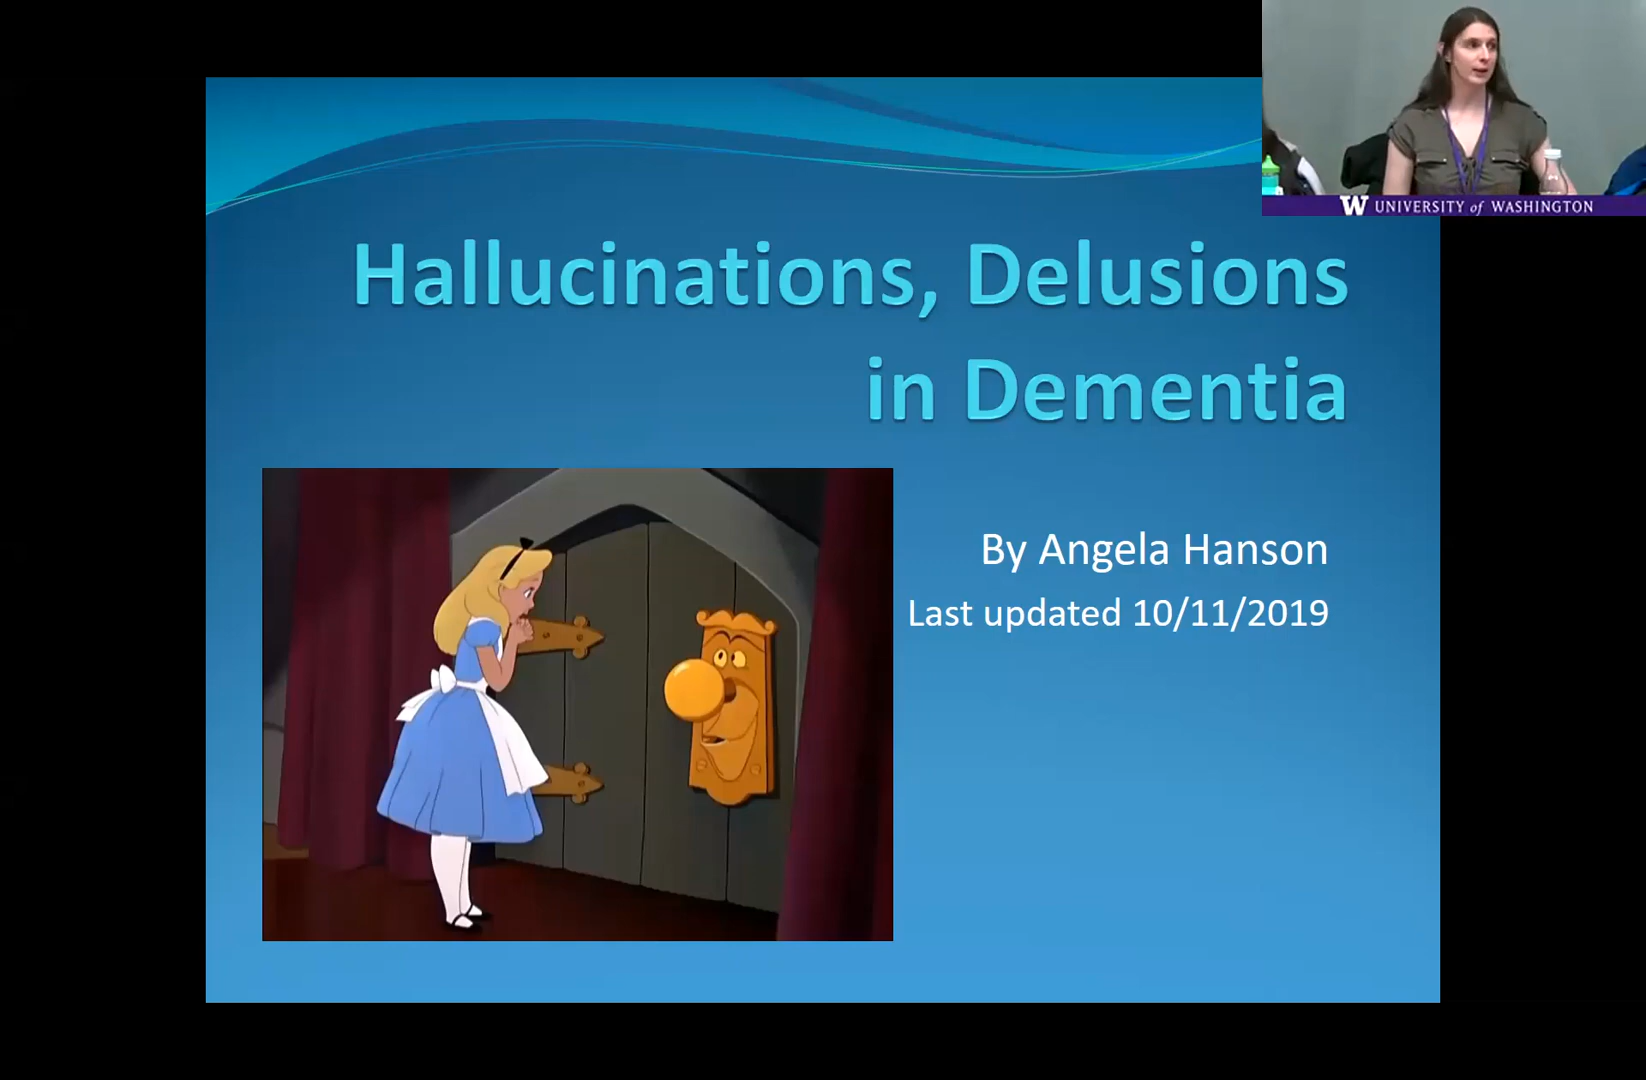 W UNIVERSITY of WASHINGTON
Hallucinations, Delusions
in Dementia
By Angela Hanson
Last updated 10/11/2019